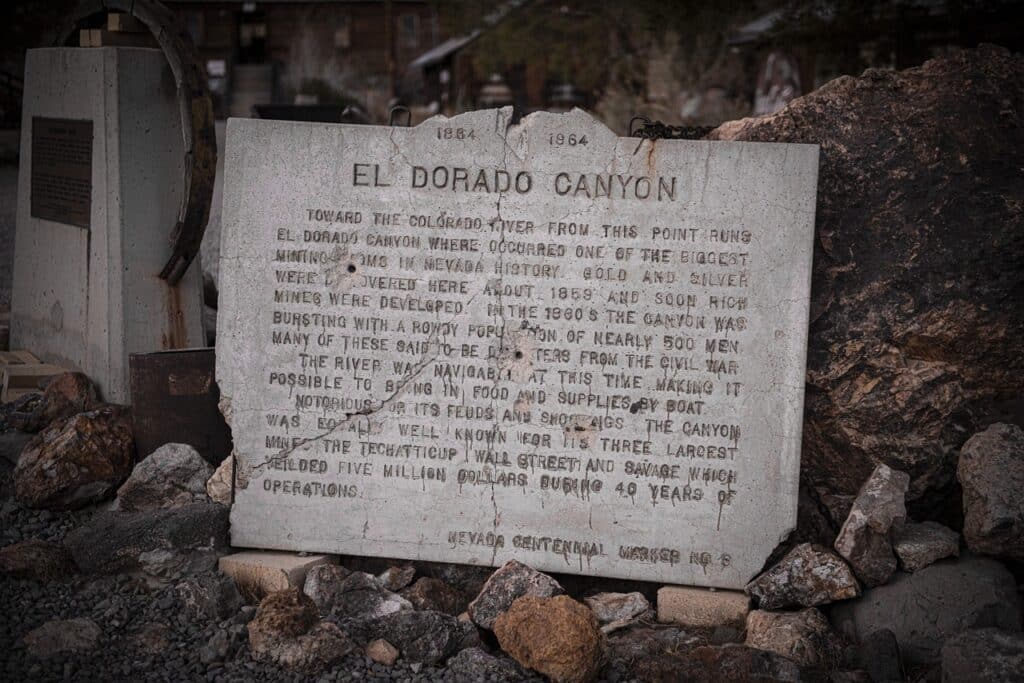 1864 1964
EL DORADO CANYON
TOWARD THE COLORADO RIVER FROM THIS POINT RUNS
EL DORADO CANYON WHERE OCCURRED ONE OF THE BIGGEST
MINING BOOMS IN NEVADA HISTORY. GOLD AND SILVER
WERE DISCOVERED HERE ABOUT 1859 AND SOON RICH
MINES WERE DEVELOPED. IN THE 1860'S THE CANYON WAS
BURSTING WITH A ROWDY POPULATION OF NEARLY 500 MEN,
MANY OF THESE SAID TO BE DESERTERS FROM THE CIVIL WAR
THE RIVER WAS NAVIGABLE AT THIS TIME MAKING IT
POSSIBLE TO BRING IN FOOD AND SUPPLIES BY BOAT
NOTORIOUS FOR ITS FEUDS AND SHOOTINGS THE CANYON
WAS EQUALLY WELL KNOWN FOR ITS THREE LARGEST
MINES THE TECHATTICUP WALL STREET AND SAVAGE WHICH
YEILDED FIVE MILLION DOLLARS DURING 40 YEARS OF
OPERATIONS.
NEVADA CENTENNIAL MARKER NO